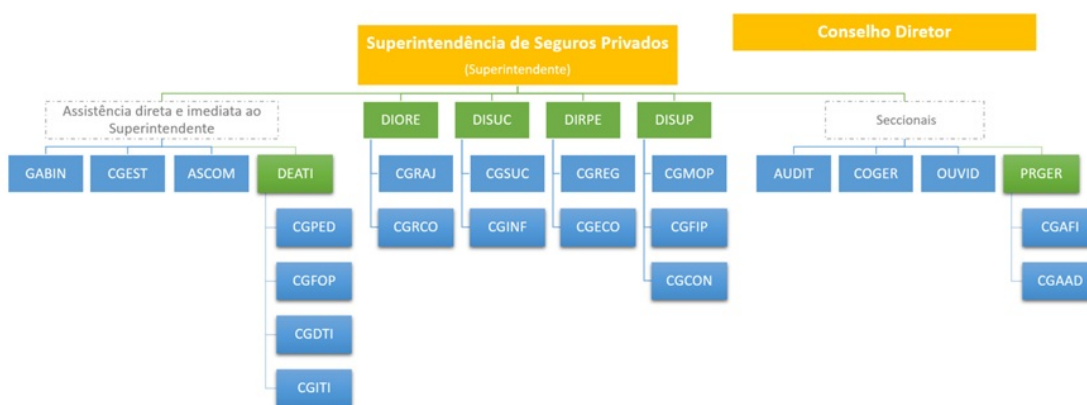 Conselho Diretor
Superintendência de Seguros Privados
(Superintendente)
Assistência direta e imediata ao
Superintendente
DIORE
DISUC
DIRPE
DISUP
Seccionais
GABIN
CGEST
ASCOM
DEATI
CGRAJ
CGSUC
CGREG
CGMOP
AUDIT
COGER
OUVID
PRGER
CGPED
CGRCO
CGINF
CGECO
CGFIP
CGAFI
CGFOP
CGCON
CGAAD
CGDTI
CGITI